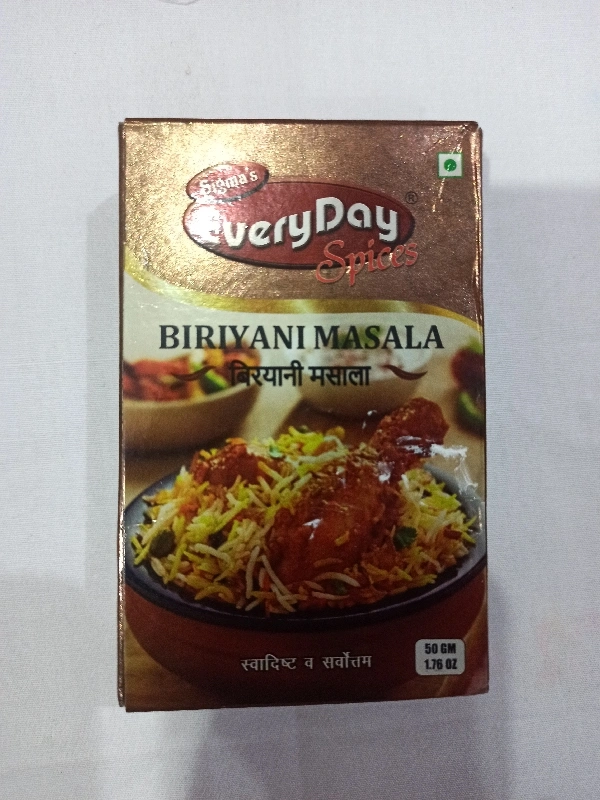 Sigma's
EveryDay®
Spices
BIRIYANI MASALA
बिरयानी मसाला
स्वादिष्ट व सर्वोत्तम
50 GM
1.76 OZ